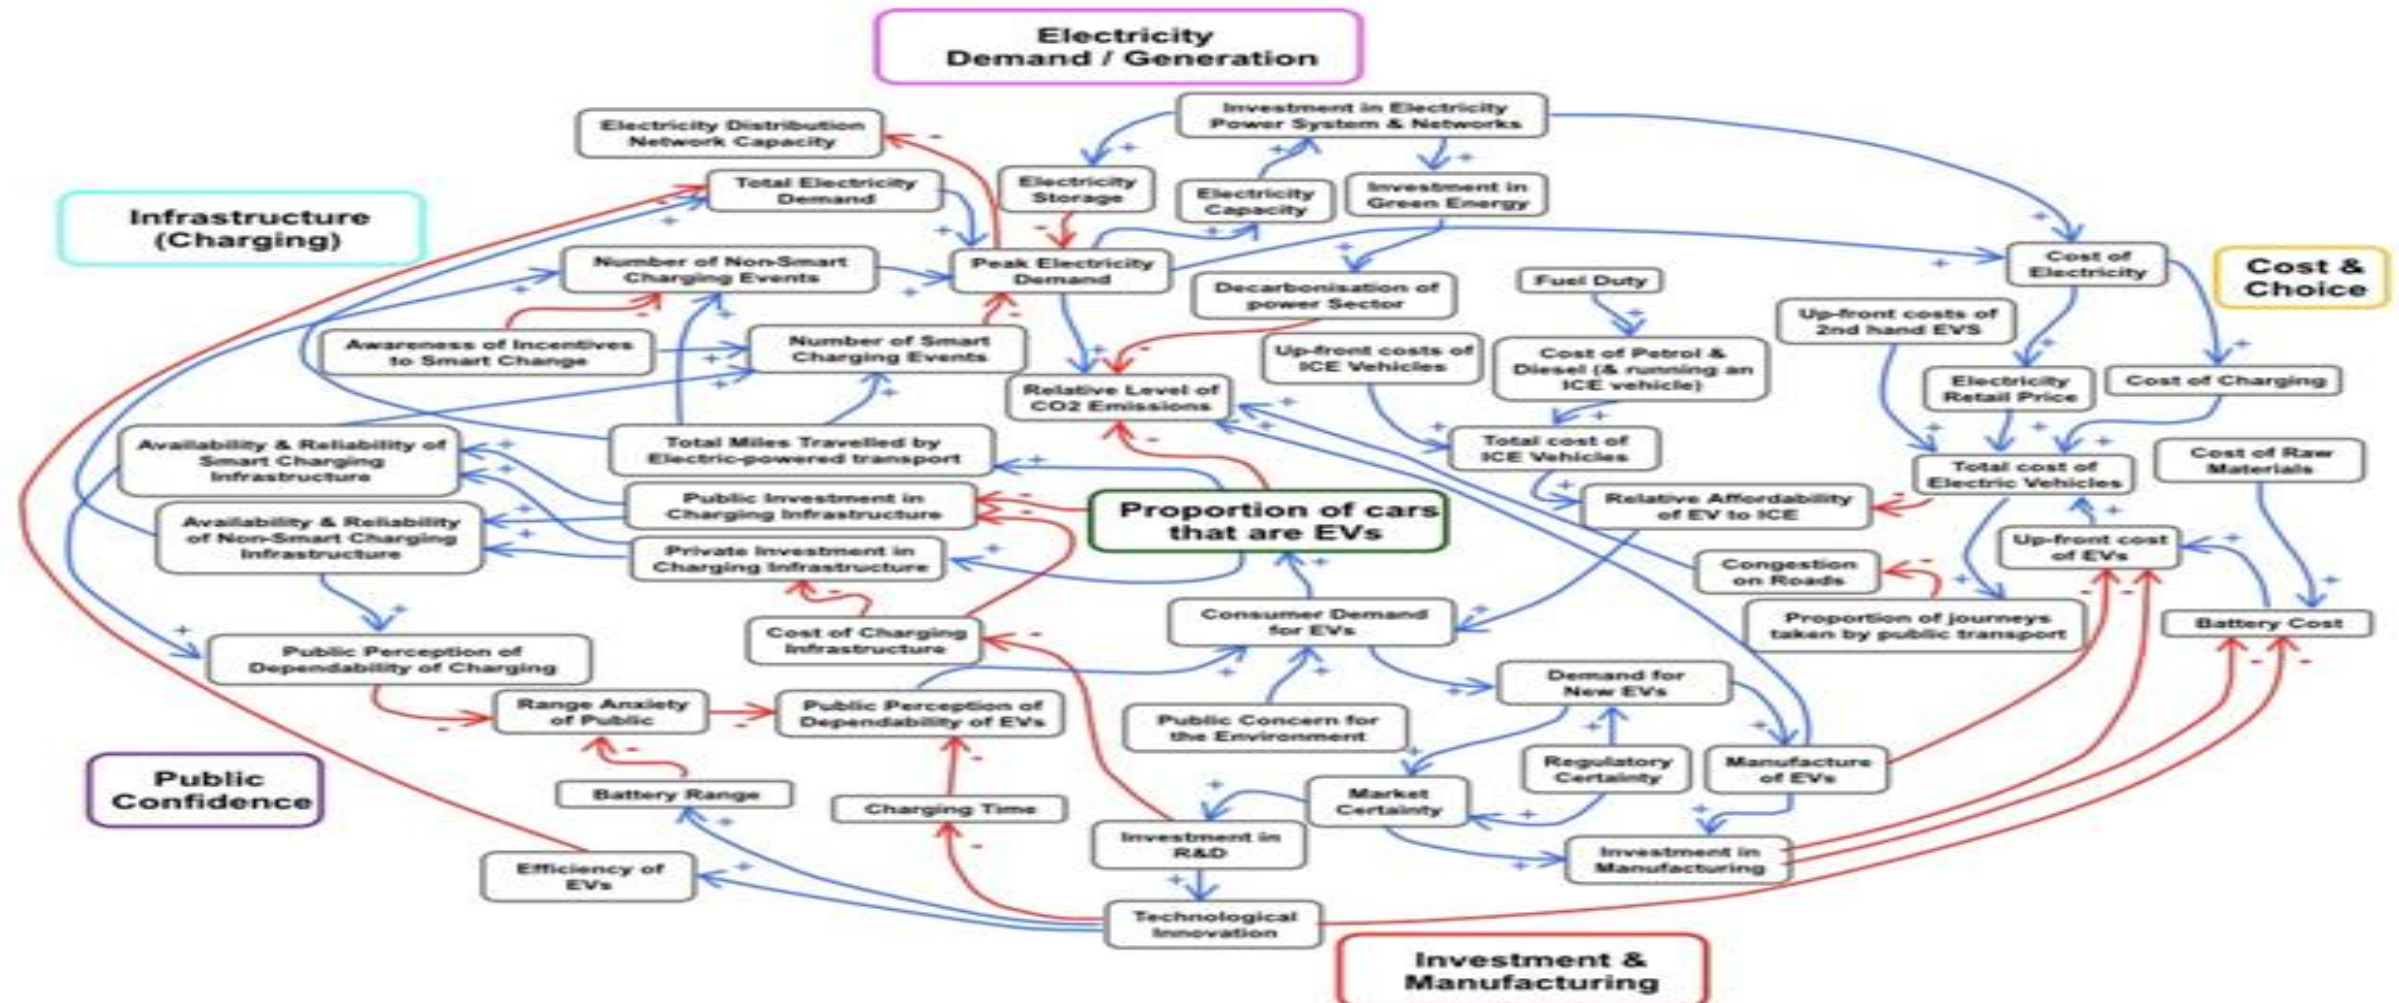 Electricity
Demand / Generation
Investment in Electricity
Power System & Networks
Electricity Distribution
Network Capacity
Total Electricity
Demand
Electricity
Storage
Electricity
Capacity
Investment in
Green Energy
Infrastructure
(Charging)
Number of Non-Smart
Charging Events
Peak Electricity
Demand
Decarbonisation of
power Sector
Fuel Duty
Cost of
Electricity
Cost &
Choice
Awareness of Incentives
to Smart Change
Number of Smart
Charging Events
Up-front costs of
ICE Vehicles
Cost of Petrol &
Diesel (& running an
ICE vehicle)
Up-front costs of
2nd hand EVS
Relative Level of
CO2 Emissions
Electricity
Retail Price
Cost of Charging
Availability & Reliability of
Smart Charging
Infrastructure
Total Miles Travelled by
Electric-powered transport
Total cost of
ICE Vehicles
Total cost of
Electric Vehicles
Cost of Raw
Materials
Public Investment in
Charging Infrastructure
Proportion of cars
that are EVs
Relative Affordability
of EV to ICE
Availability & Reliability
of Non-Smart Charging
Infrastructure
Private Investment in
Charging Infrastructure
Congestion
on Roads
Up-front cost
of EVs
Cost of Charging
Infrastructure
Consumer Demand
for EVs
Proportion of journeys
taken by public transport
Battery Cost
Public Perception of
Dependability of Charging
Range Anxiety
of Public
Public Perception of
Dependability of EVs
Public Concern for
the Environment
Demand for
New EVs
Public
Confidence
Battery Range
Charging Time
Market
Certainty
Regulatory
Certainty
Manufacture
of EVs
Efficiency of
EVs
Investment in
R&D
Investment in
Manufacturing
Technological
Innovation
Investment &
Manufacturing